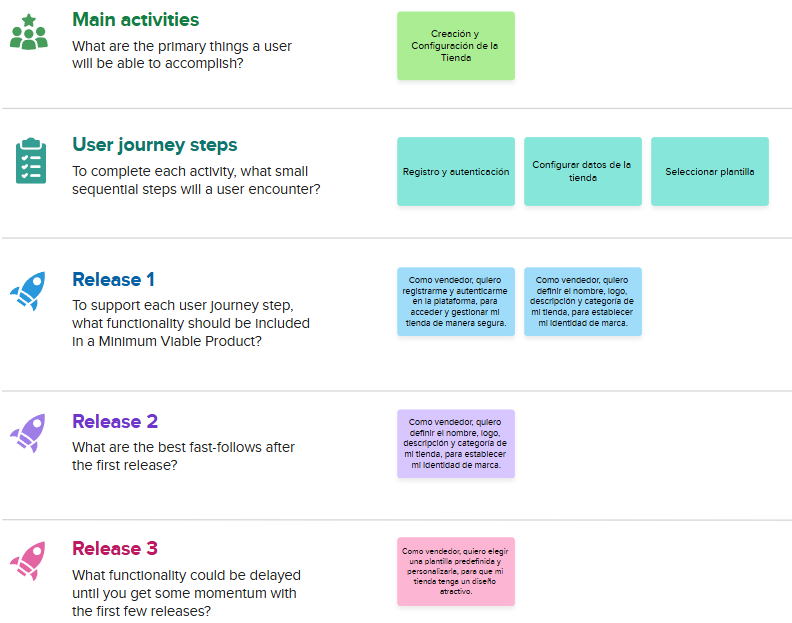 Main activities
What are the primary things a user
will be able to accomplish?
Creación y
Configuración de la
Tienda
User journey steps
To complete each activity, what small
sequential steps will a user encounter?
Registro y autenticación
Configurar datos de la
tienda
Seleccionar plantilla
Release 1
To support each user journey step,
what functionality should be included
in a Minimum Viable Product?
Como vendedor, quiero
registrarme y autenticarme
en la plataforma, para
acceder y gestionar mi
tienda de manera segura.
Como vendedor, quiero
definir el nombre, logo,
descripción y categoría de
mi tienda, para establecer
mi identidad de marca.
Release 2
What are the best fast-follows after
the first release?
Como vendedor, quiero
definir el nombre, logo,
descripción y categoría de
mi tienda, para establecer
mi identidad de marca.
Release 3
What functionality could be delayed
until you get some momentum with
the first few releases?
Como vendedor, quiero elegir
una plantilla predefinida y
personalizarla, para que mi
tienda tenga un diseño
atractivo.